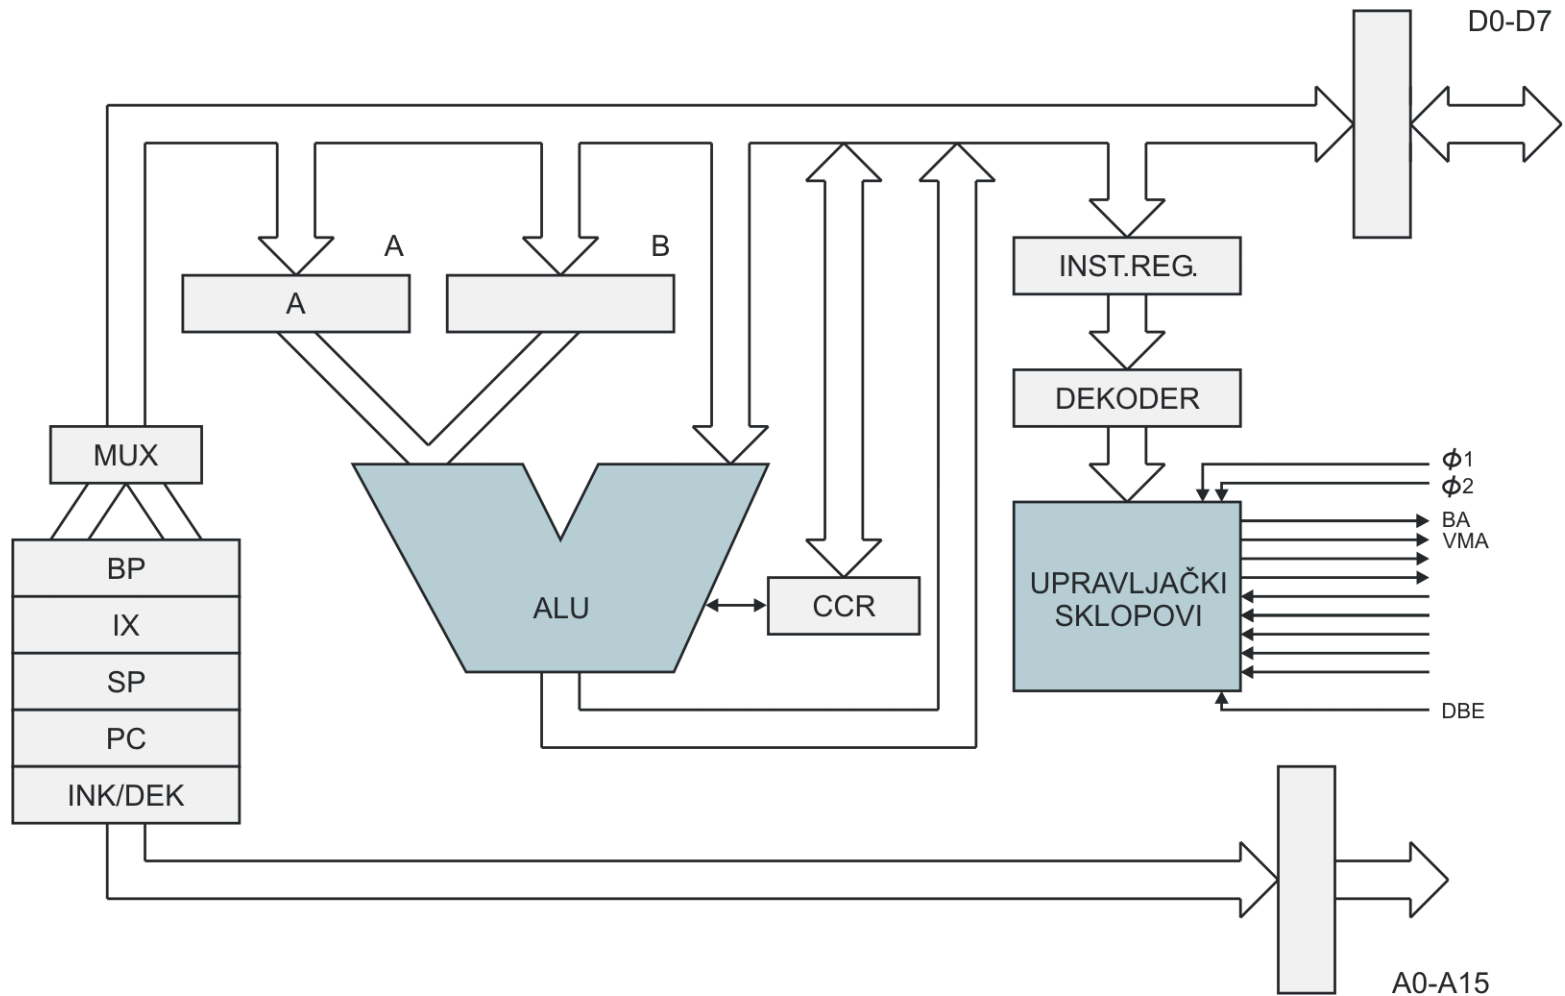 D0-D7
A
B
A
INST.REG.
DEKODER
MUX
ϕ1
ϕ2
BA
VMA
BP
IX
SP
PC
INK/DEK
ALU
CCR
UPRAVLJAČKI
SKLOPOVI
DBE
A0-A15